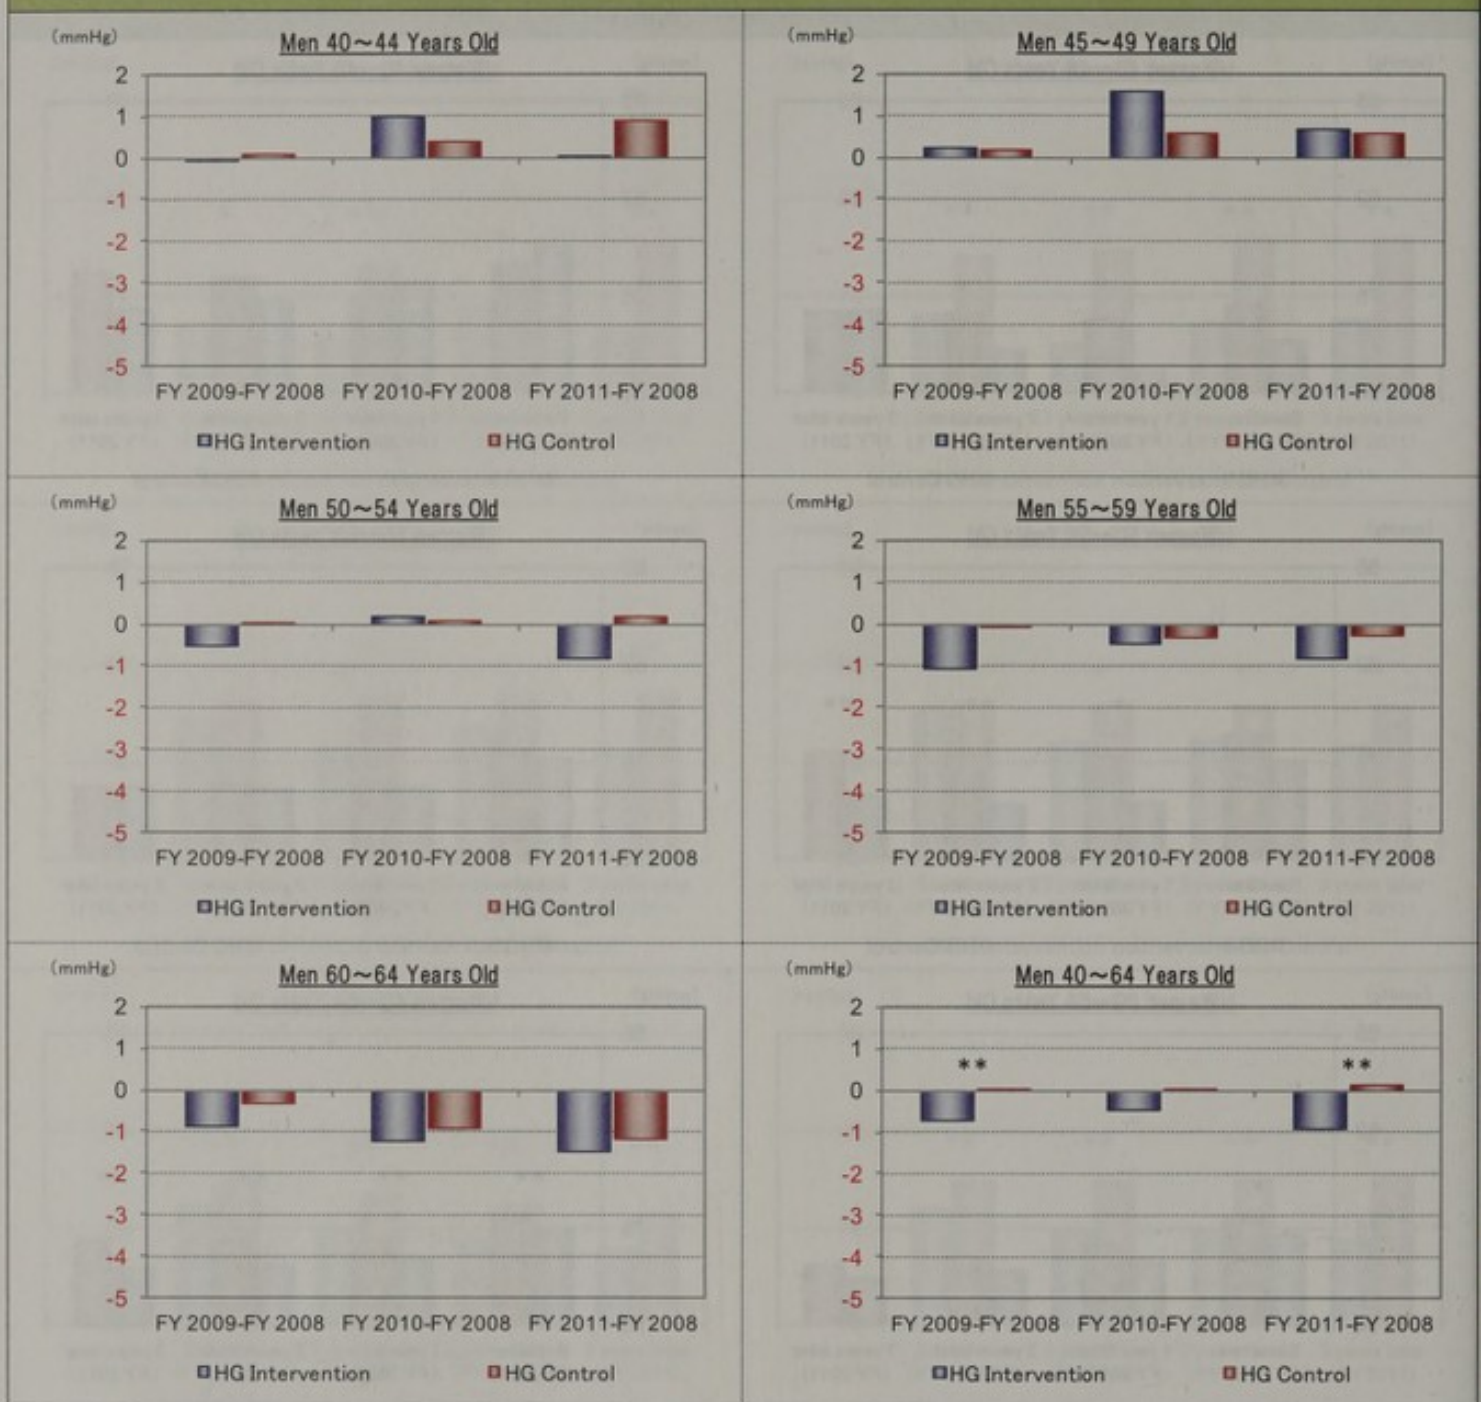 (mmHg)
Men 40~44 Years Old
2
1
0
-1
-2
-3
-4
-5
FY 2009-FY 2008 FY 2010-FY 2008 FY 2011-FY 2008
HG Intervention HG Control
(mmHg)
Men 45~49 Years Old
2
1
0
-1
-2
-3
-4
-5
FY 2009-FY 2008 FY 2010-FY 2008 FY 2011-FY 2008
HG Intervention HG Control
(mmHg)
Men 50~54 Years Old
2
1
0
-1
-2
-3
-4
-5
FY 2009-FY 2008 FY 2010-FY 2008 FY 2011-FY 2008
HG Intervention HG Control
(mmHg)
Men 55~59 Years Old
2
1
0
-1
-2
-3
-4
-5
FY 2009-FY 2008 FY 2010-FY 2008 FY 2011-FY 2008
HG Intervention HG Control
(mmHg)
Men 60~64 Years Old
2
1
0
-1
-2
-3
-4
-5
FY 2009-FY 2008 FY 2010-FY 2008 FY 2011-FY 2008
HG Intervention HG Control
(mmHg)
Men 40~64 Years Old
2
1
** **
0
-1
-2
-3
-4
-5
FY 2009-FY 2008 FY 2010-FY 2008 FY 2011-FY 2008
HG Intervention HG Control